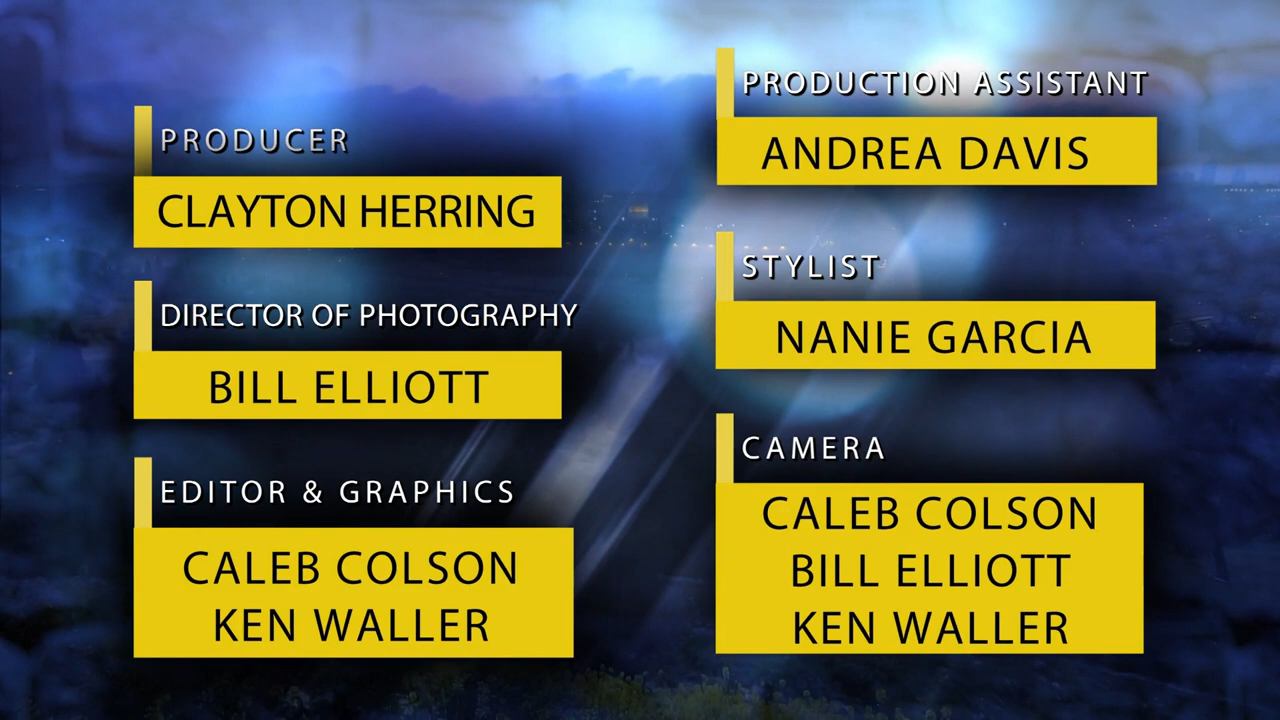 PRODUCER
CLAYTON HERRING
DIRECTOR OF PHOTOGRAPHY
BILL ELLIOTT
EDITOR & GRAPHICS
CALEB COLSON
KEN WALLER
PRODUCTION ASSISTANT
ANDREA DAVIS
STYLIST
NANIE GARCIA
CAMERA
CALEB COLSON
BILL ELLIOTT
KEN WALLER